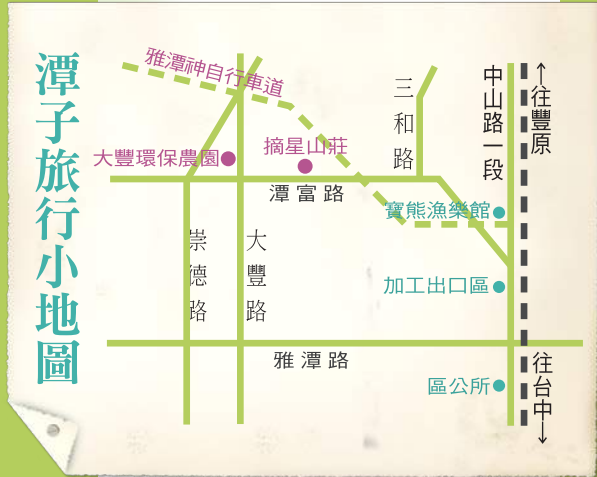 潭子旅行小地圖
雅潭神自行車道
三和路
中山路一段
←往豐原
大豐環保農園
摘星山莊
潭富路
寶熊漁樂館
崇德路
大豐路
加工出口區
雅潭路
區公所
往台中→